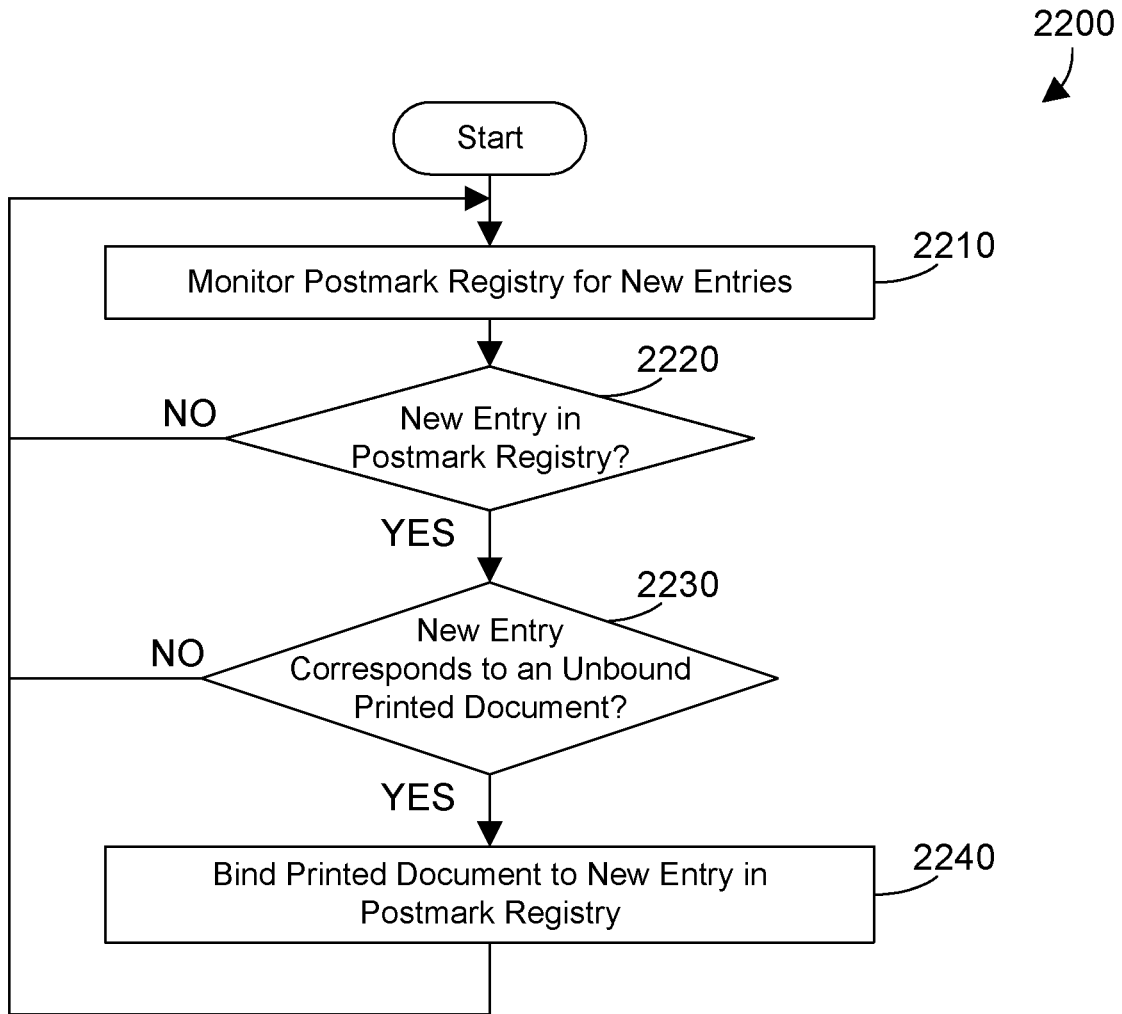 2200
Start
2210
Monitor Postmark Registry for New Entries
2220
NO
New Entry in
Postmark Registry?
YES
2230
New Entry
NO
Corresponds to an Unbound
Printed Document?
YES
2240
Bind Printed Document to New Entry in
Postmark Registry